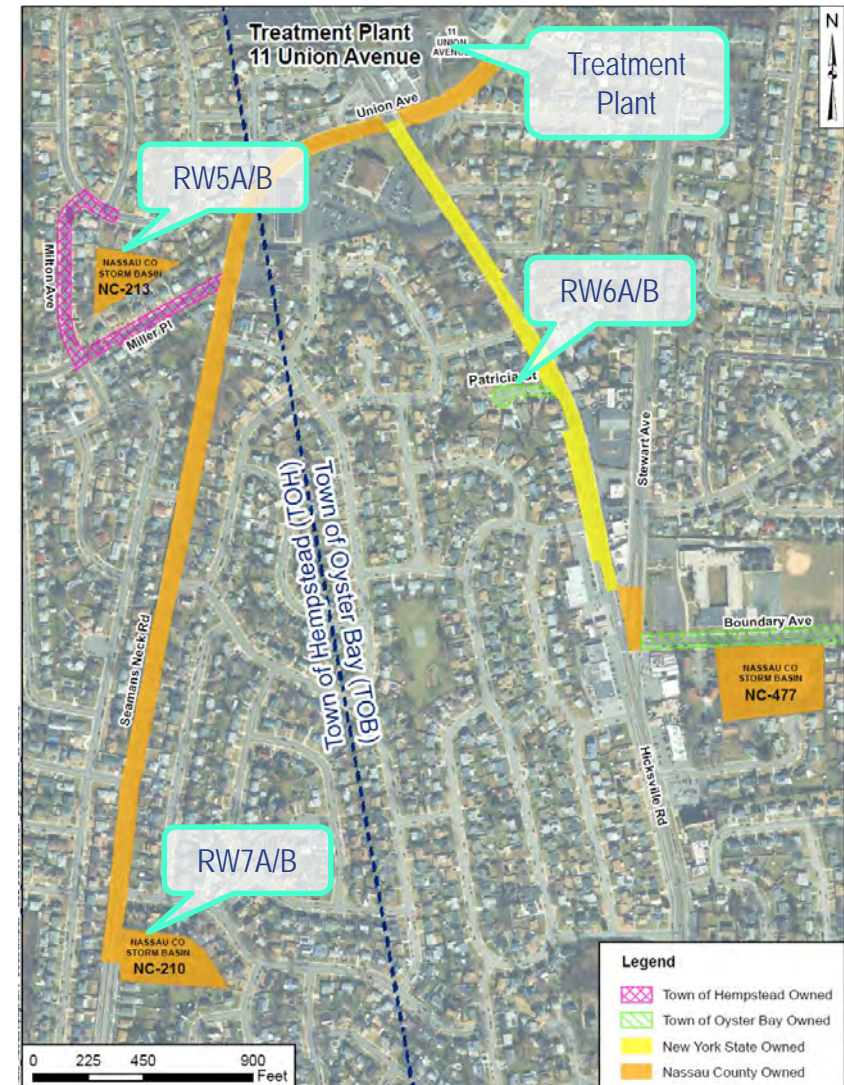 Treatment Plant
11 Union Avenue
11
UNION
AVENUE
Treatment
Plant
N
Union Ave
RW5A/B
NASSAU CO
STORM BASIN
NC-213
Milton Ave
Miller Pl
RW6A/B
Patricia St
Stewart Ave
Town of Oyster Bay (TOB)
Town of Hempstead (TOH)
Seamans Neck Rd
Boundary Ave
NASSAU CO
STORM BASIN
NC-477
Hicksville Rd
RW7A/B
NASSAU CO
STORM BASIN
NC-210
Legend
Town of Hempstead Owned
Town of Oyster Bay Owned
New York State Owned
Nassau County Owned
0 225 450 900
Feet